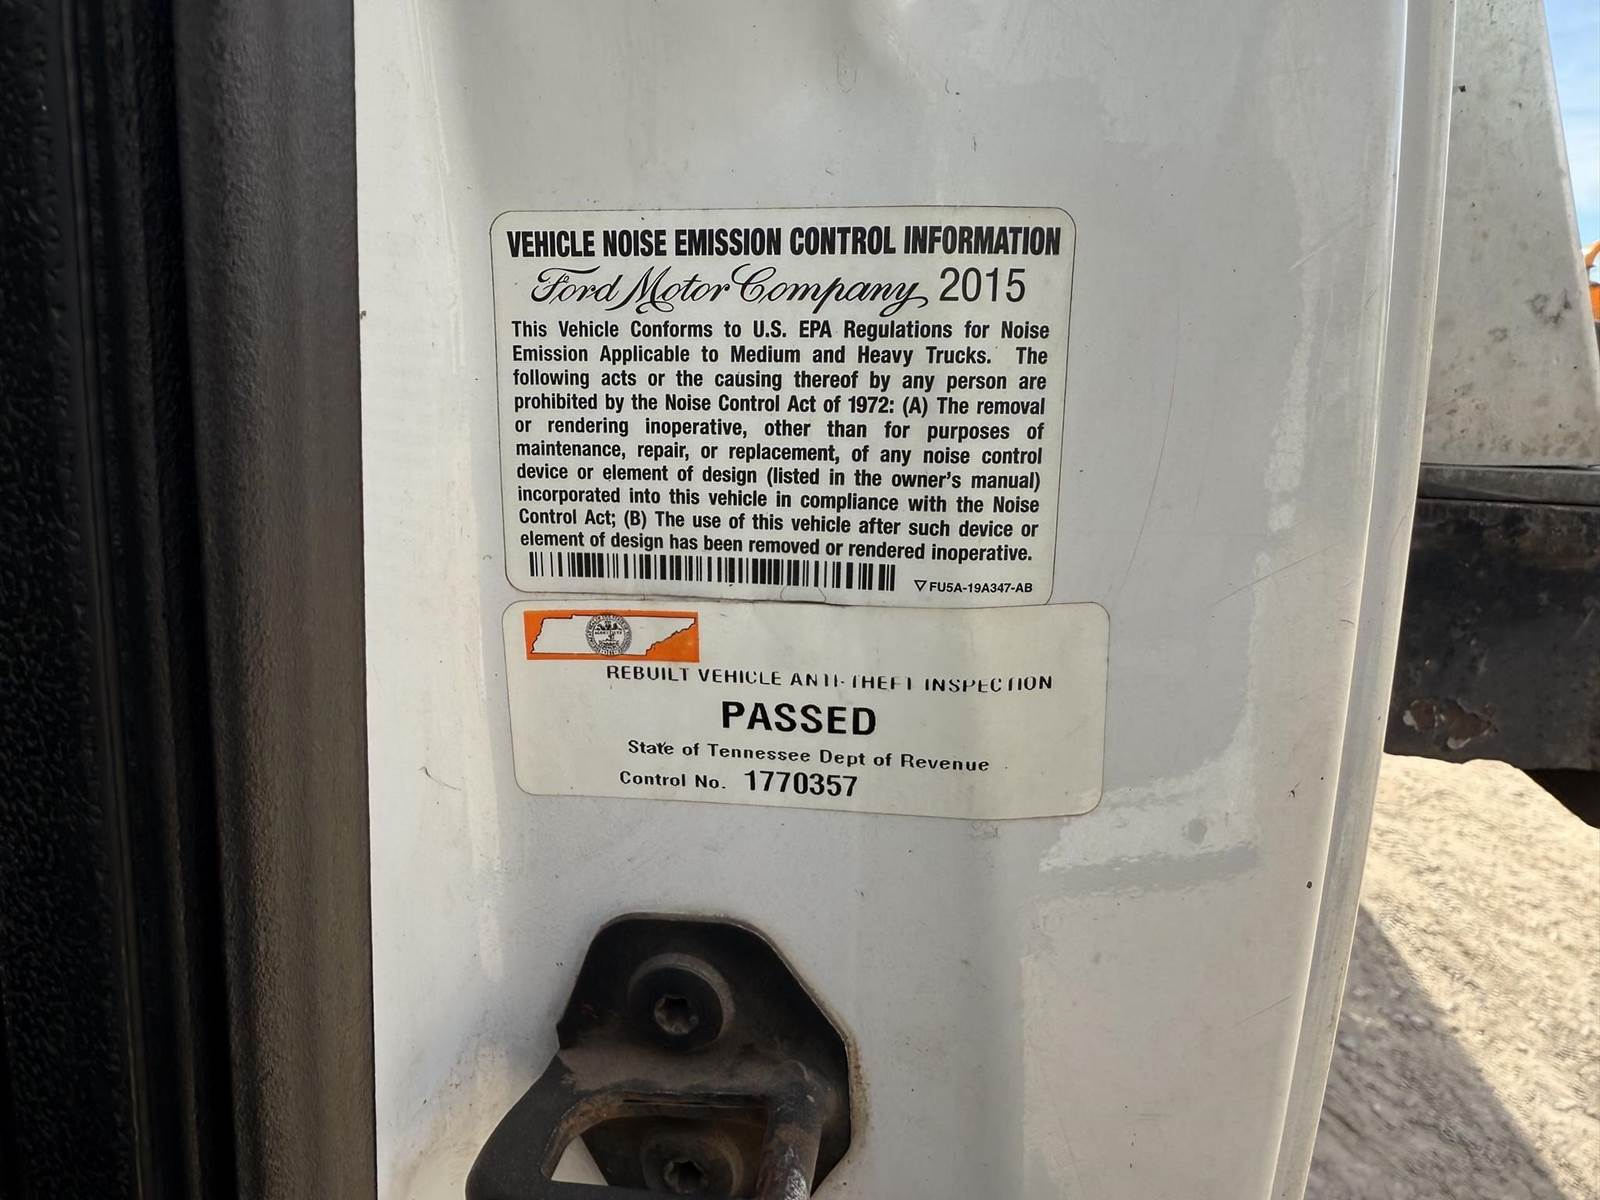 VEHICLE NOISE EMISSION CONTROL INFORMATION
Ford Motor Company 2015
This Vehicle Conforms to U.S. EPA Regulations for Noise
Emission Applicable to Medium and Heavy Trucks. The
following acts or the causing thereof by any person are
prohibited by the Noise Control Act of 1972: (A) The removal
or rendering inoperative, other than for purposes of
maintenance, repair, or replacement, of any noise control
device or element of design (listed in the owner's manual)
incorporated into this vehicle in compliance with the Noise
Control Act; (B) The use of this vehicle after such device or
element of design has been removed or rendered inoperative.
FU5A-19A347-AB
REBUILT VEHICLE ANTI-THEFT INSPECTION
PASSED
State of Tennessee Dept of Revenue
Control No. 1770357